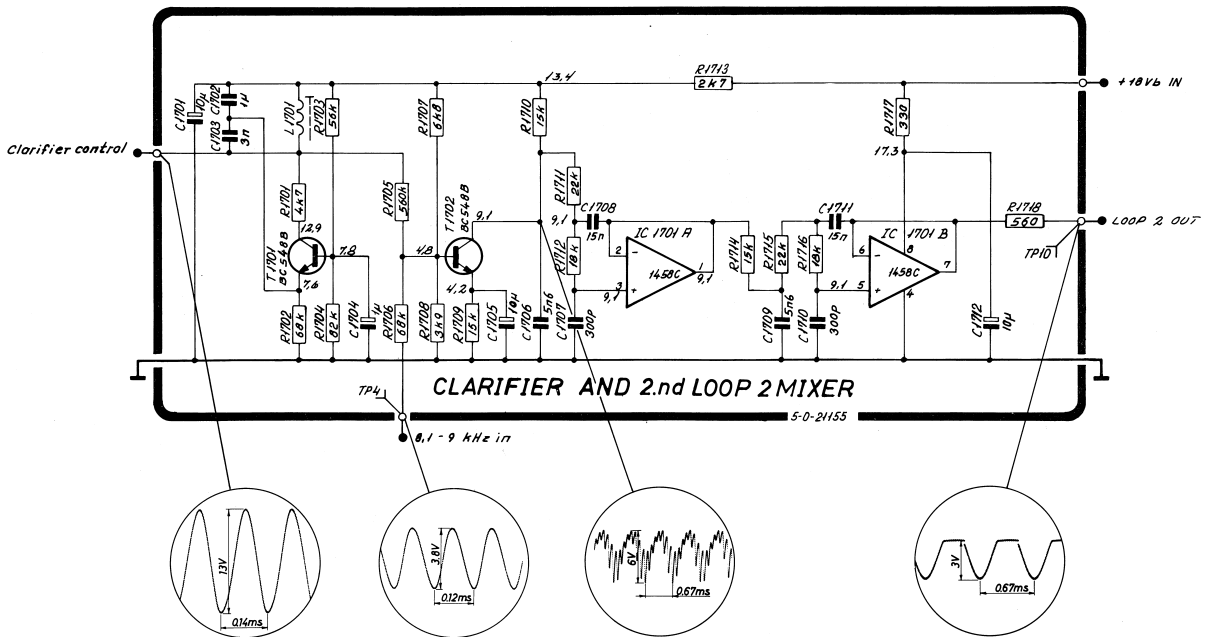 R1713
2k7
13,4
+18Vb IN
C1701
10µ
C1702
1µ
C1703
3n
L1701
R1703
56k
R1707
6k8
R1710
15k
R1717
330
17,3
Clarifier control
R1701
4k7
12,9
R1705
560k
T1702
BC548B
9,1
R1711
22k
C1708
9,1
15n
C1711
15n
R1718
560
LOOP 2 OUT
TP10
T1701
BC548B
7,8
7,6
4,8
4,2
R1712
18k
IC 1701 A
2
3
1458C
1
9,1
9,1
R1714
15k
R1715
22k
R1716
18k
IC 1701 B
6
8
1458C
7
9,1
5
4
R1702
68k
R1704
82k
C1704
1µ
R1706
68k
R1708
3k9
R1709
15k
C1705
10µ
C1706
5n6
C1707
300p
C1709
5n6
C1710
300p
C1712
10µ
CLARIFIER AND 2.nd LOOP 2 MIXER
TP4
5-0-21155
8,1 - 9 kHz in
13V
0.14ms
3.8V
0.12ms
6V
0.67ms
3V
0.67ms